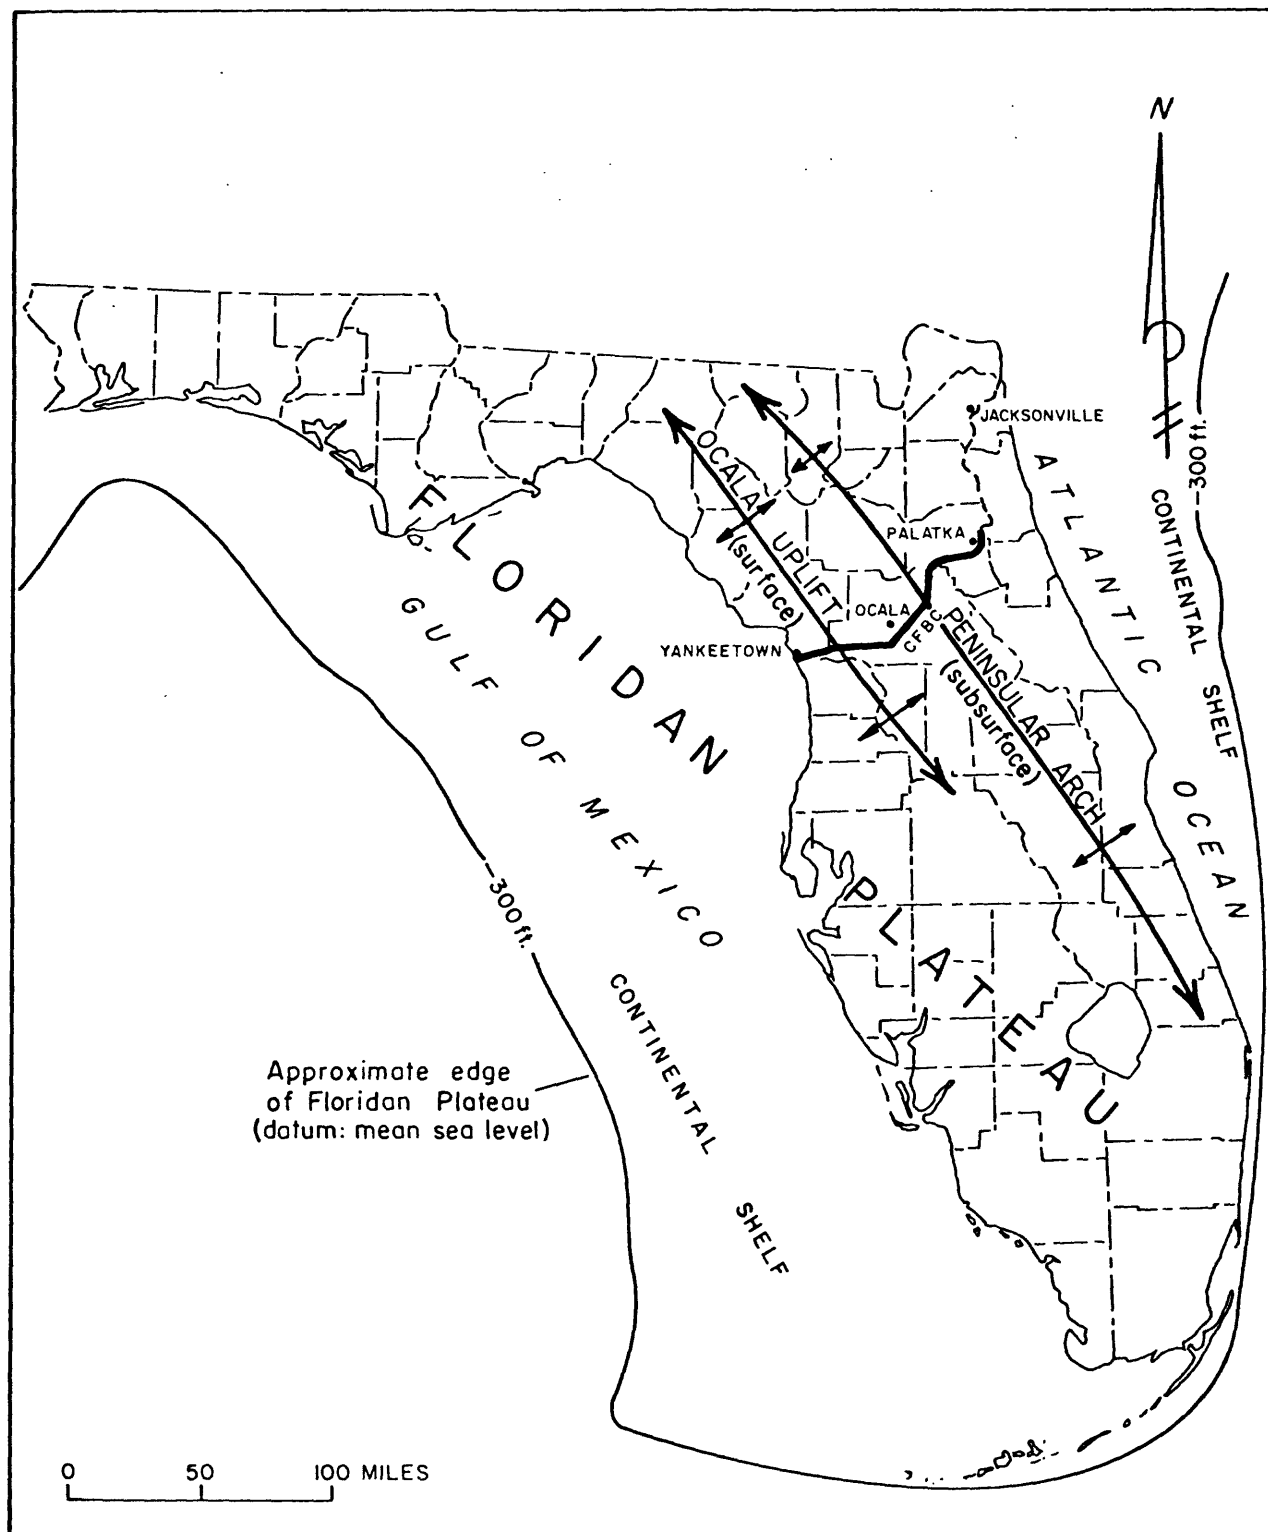 N
JACKSONVILLE
300ft.
ATLANTIC OCEAN
CONTINENTAL SHELF
OCALA UPLIFT
(surface)
PALATKA
OCALA
CFBC
YANKEETOWN
PENINSULAR ARCH
(subsurface)
FLORIDAN PLATEAU
GULF OF MEXICO
300ft.
CONTINENTAL SHELF
Approximate edge
of Floridan Plateau
(datum: mean sea level)
0 50 100 MILES